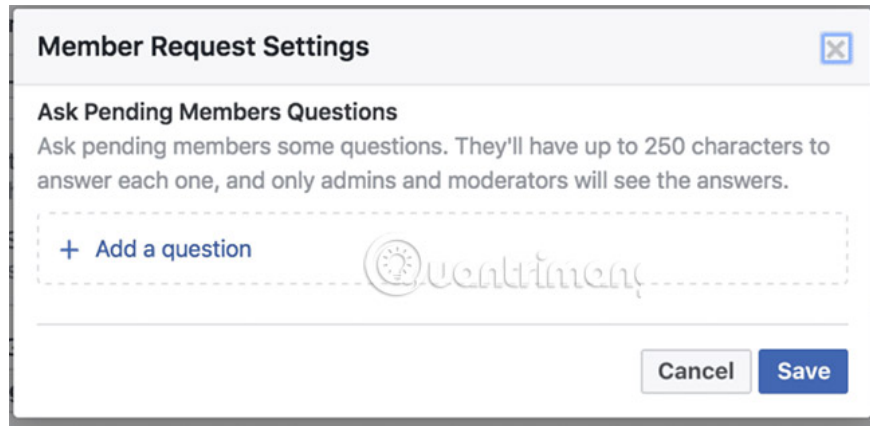 Member Request Settings
Ask Pending Members Questions
Ask pending members some questions. They'll have up to 250 characters to
answer each one, and only admins and moderators will see the answers.
+ Add a question
Quantrimang
Cancel Save